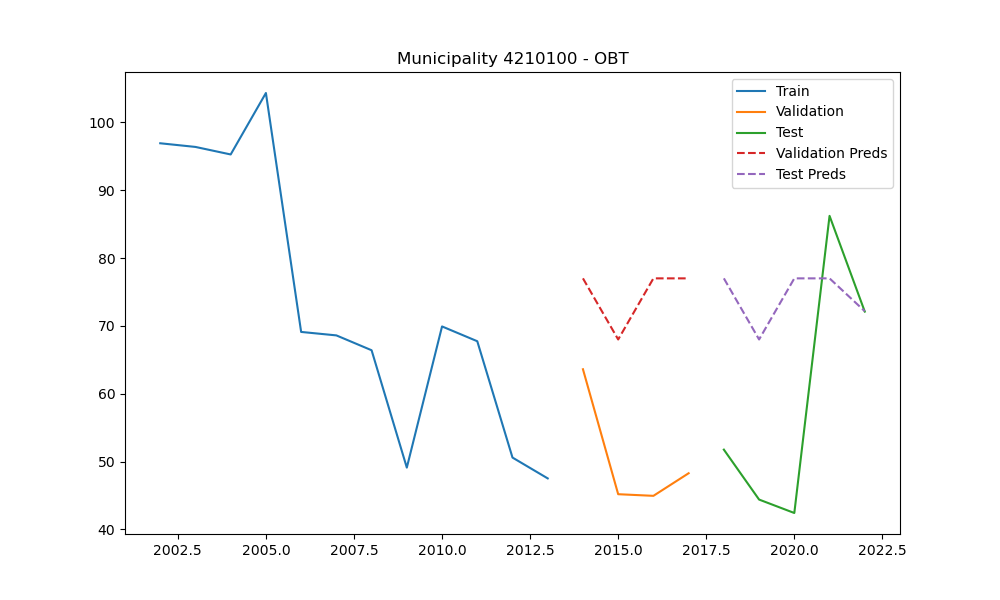 Municipality 4210100 - OBT
Train
Validation
Test
Validation Preds
Test Preds
100
90
80
70
60
50
40
2002.5 2005.0 2007.5 2010.0 2012.5 2015.0 2017.5 2020.0 2022.5